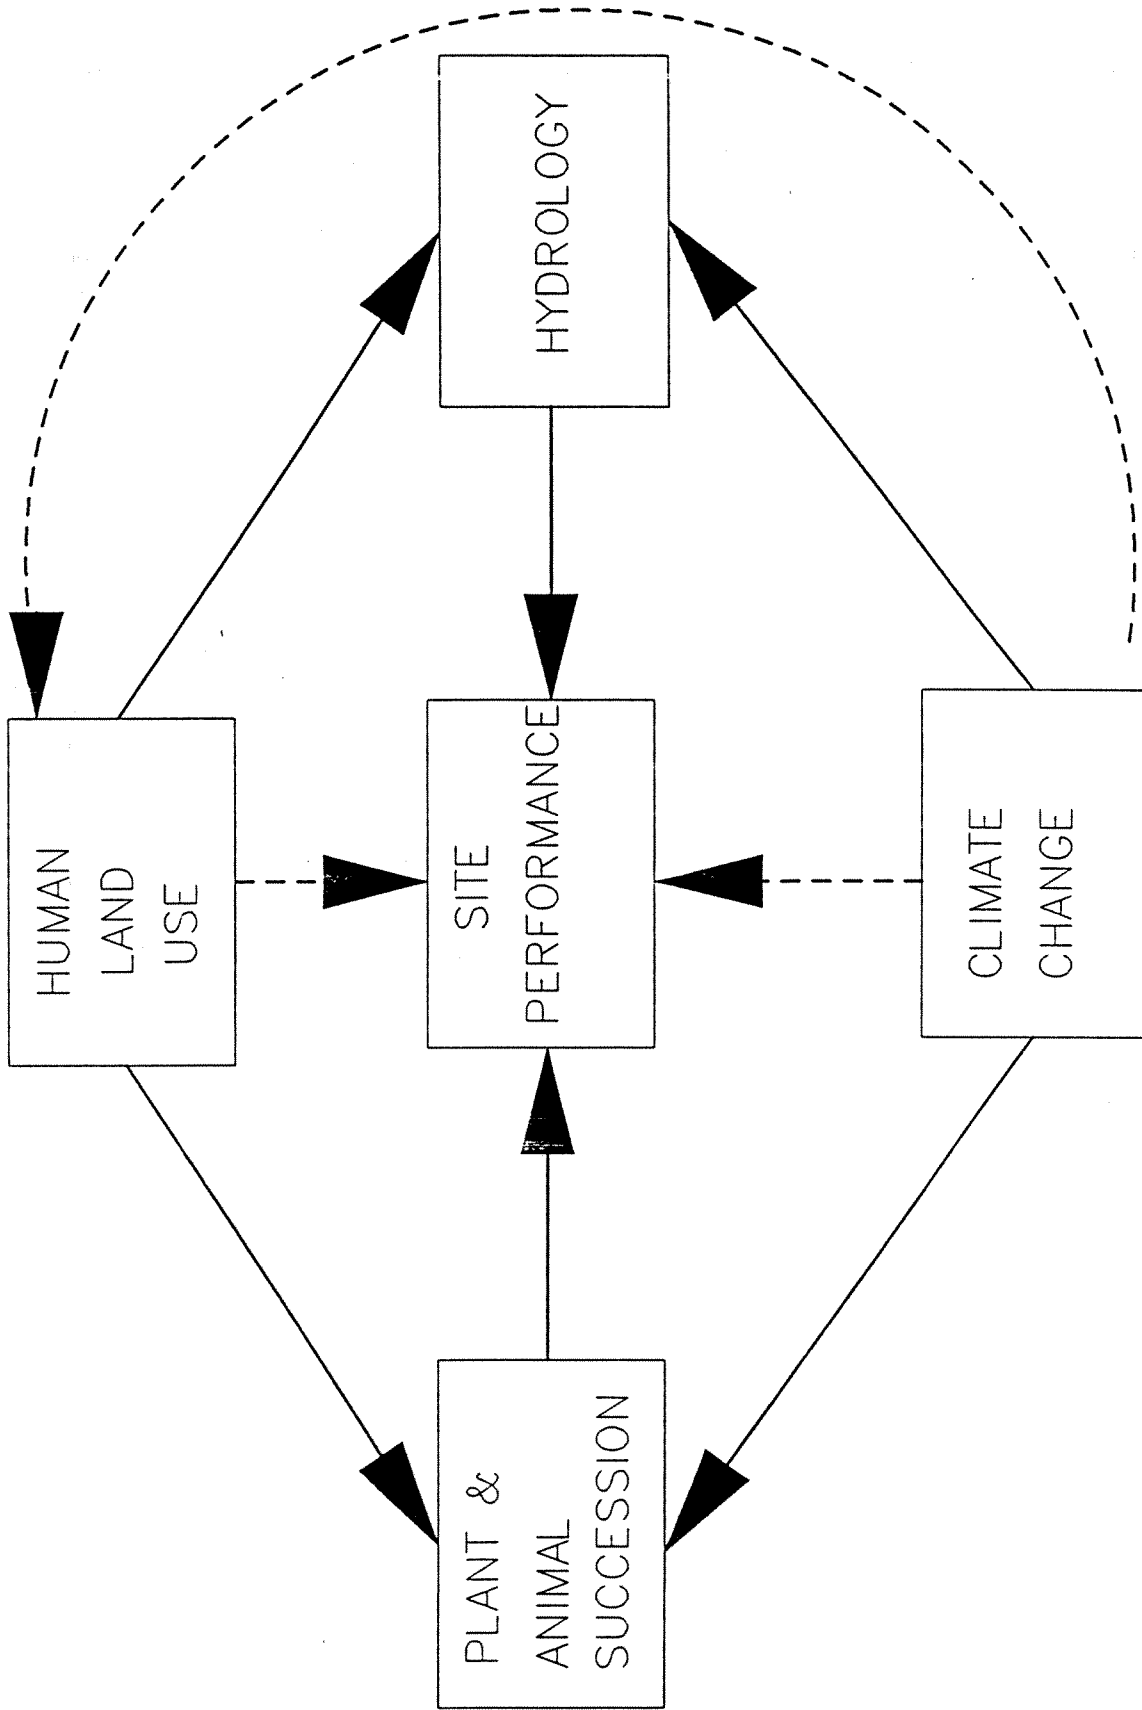 HUMAN
LAND
USE
PLANT &
ANIMAL
SUCCESSION
SITE
PERFORMANCE
HYDROLOGY
CLIMATE
CHANGE